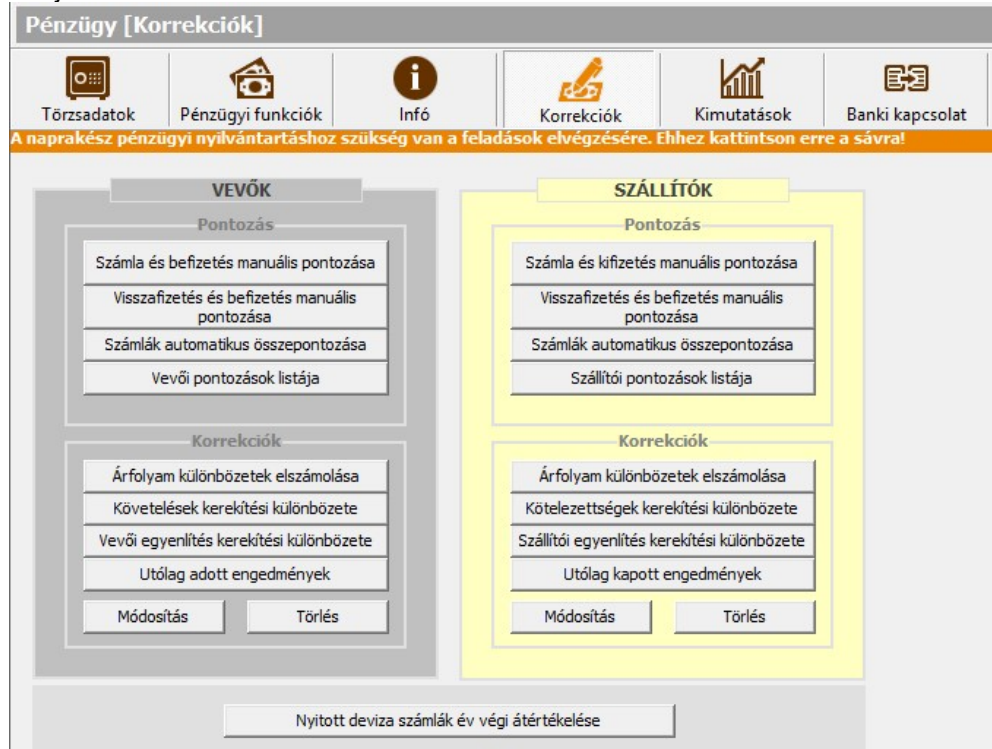 Pénzügy [Korrekciók]
Törzsadatok
Pénzügyi funkciók
Infó
Korrekciók
Kimutatások
Banki kapcsolat
A naprakész pénzügyi nyilvántartáshoz szükség van a feladások elvégzésére. Ehhez kattintson erre a sávra!
VEVŐK
Pontozás
Számla és befizetés manuális pontozása
Visszafizetés és befizetés manuális
pontozása
Számlák automatikus összepontozása
Vevői pontozások listája
Korrekciók
Árfolyam különbözetek elszámolása
Követelések kerekítési különbözete
Vevői egyenlítés kerekítési különbözete
Utólag adott engedmények
Módosítás
Törlés
SZÁLLÍTÓK
Pontozás
Számla és kifizetés manuális pontozása
Visszafizetés és befizetés manuális
pontozása
Számlák automatikus összepontozása
Szállítói pontozások listája
Korrekciók
Árfolyam különbözetek elszámolása
Kötelezettségek kerekítési különbözete
Szállítói egyenlítés kerekítési különbözete
Utólag kapott engedmények
Módosítás
Törlés
Nyitott deviza számlák év végi átértékelése